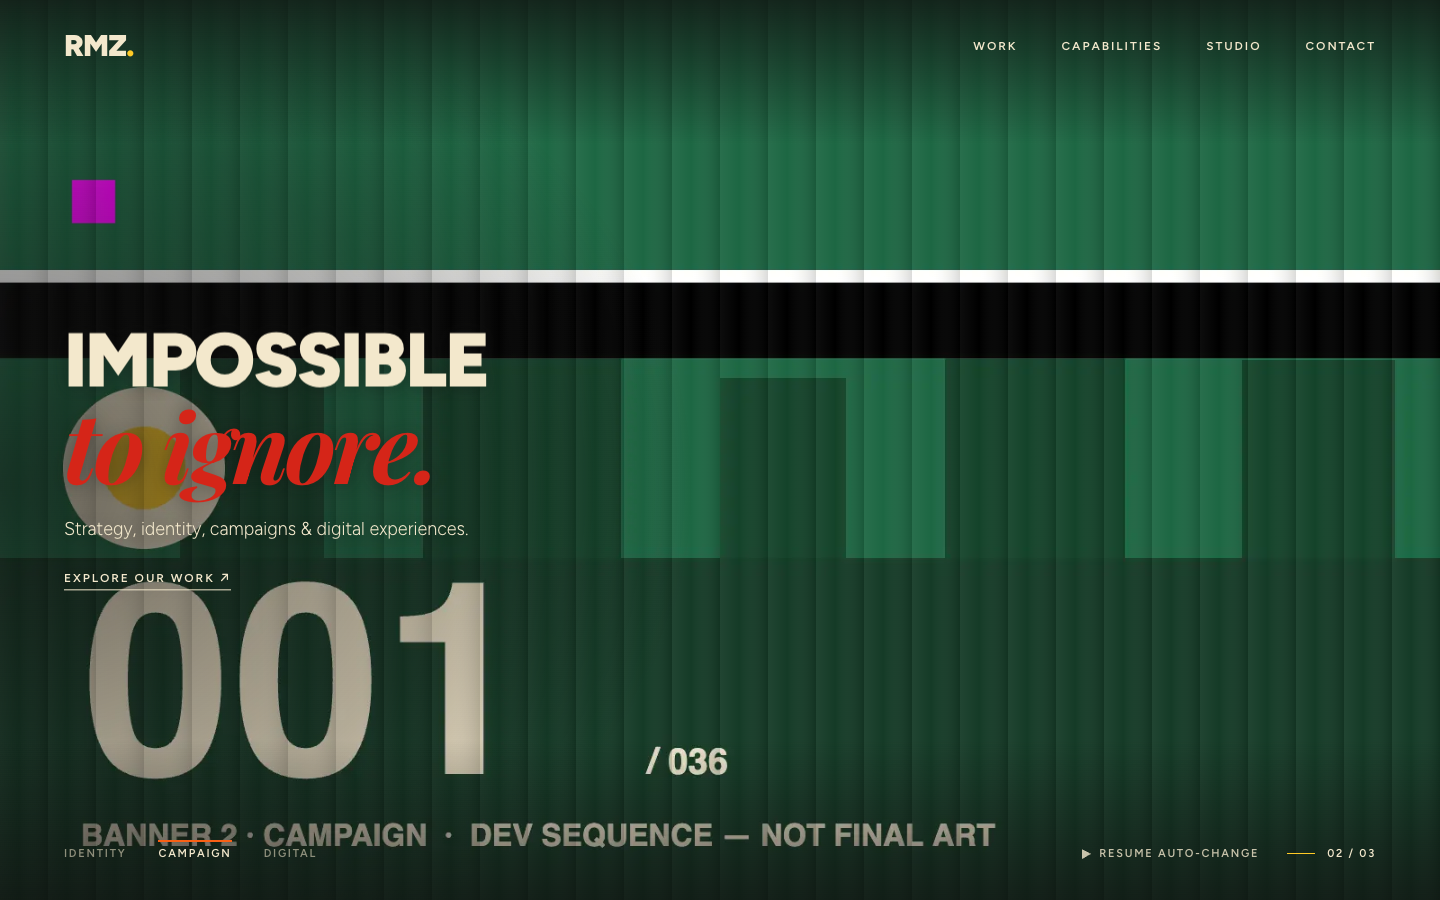 RMZ.
WORK CAPABILITIES STUDIO CONTACT
IMPOSSIBLE
to ignore.
Strategy, identity, campaigns & digital experiences.
EXPLORE OUR WORK ↗
001 / 036
BANNER 2 · CAMPAIGN · DEV SEQUENCE — NOT FINAL ART
IDENTITY CAMPAIGN DIGITAL
▶ RESUME AUTO-CHANGE 02 / 03